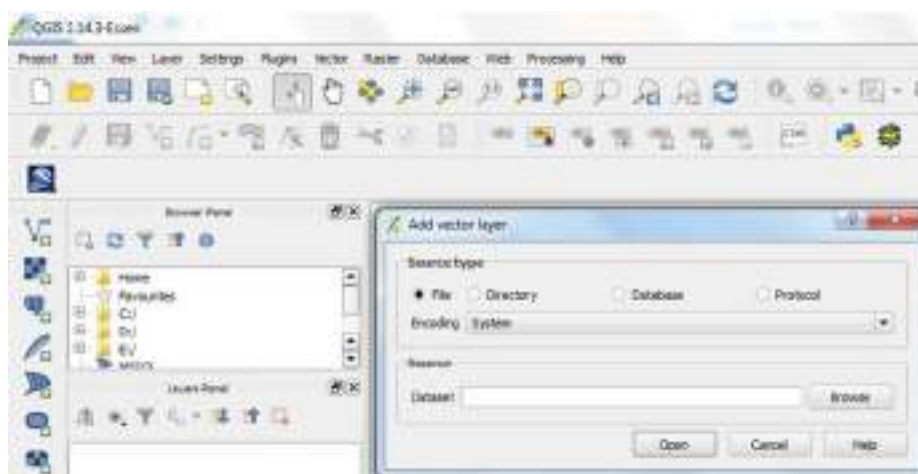 QGIS 2.14.3-Essen
Project Edit View Layer Settings Plugins Vector Raster Database Web Processing Help
Browser Panel
Home
Favourites
C:/
D:/
E:/
MSSQL
Layers Panel
Add vector layer
Source type
File Directory Database Protocol
Encoding System
Source
Dataset Browse
Open Cancel Help